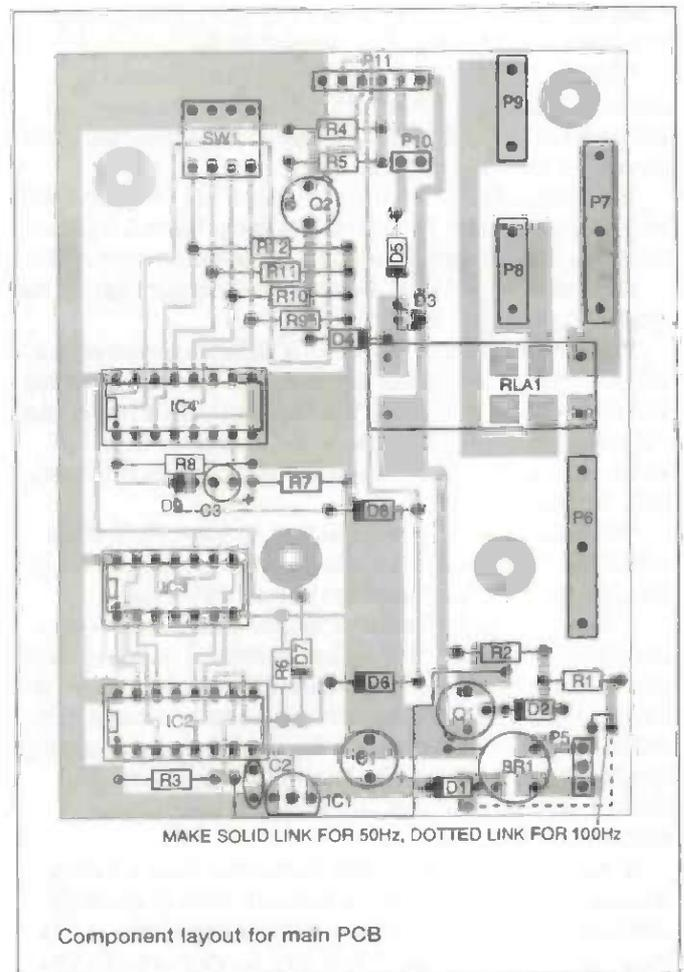 P11
P9
SW1
R4
P10
R5
P7
Q2
R12
D5
P8
R11
R10
D3
R9
D4
RLA1
IC4
R8
R7
C3
D8
P6
IC3
R6
D7
R2
D6
R1
IC2
Q1
D2
P5
C1
BR1
R3
C2
D1
IC1
MAKE SOLID LINK FOR 50Hz, DOTTED LINK FOR 100Hz
Component layout for main PCB